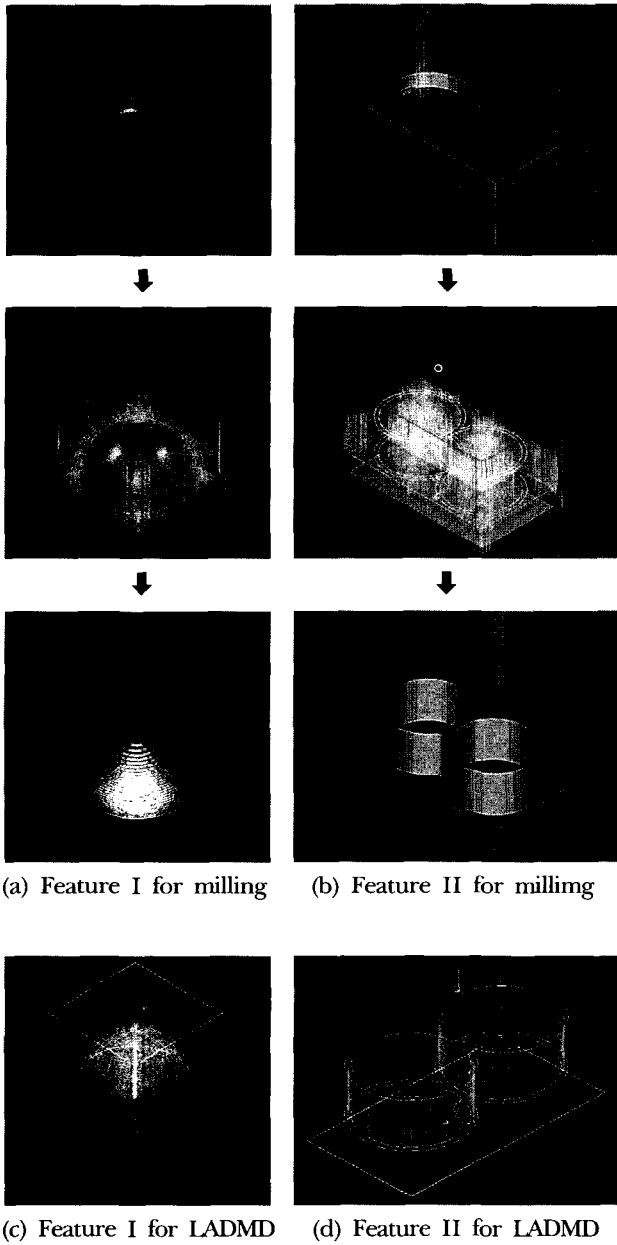 (a) Feature I for milling
(b) Feature II for millimg
(c) Feature I for LADMD
(d) Feature II for LADMD